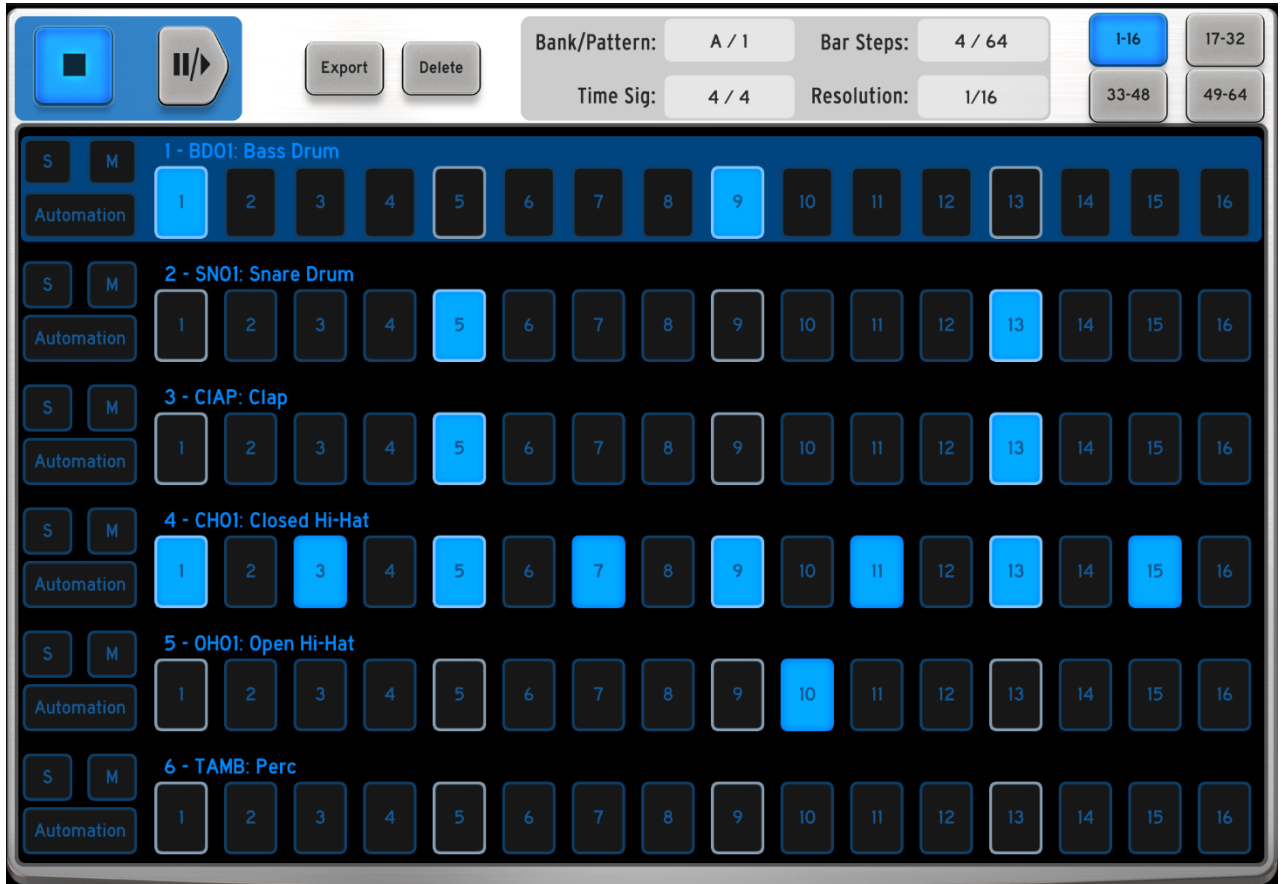 Export Delete
Bank/Pattern: A / 1 Bar Steps: 4 / 64
Time Sig: 4 / 4 Resolution: 1/16
1-16 17-32
33-48 49-64
S M 1 - BD01: Bass Drum
Automation 1 2 3 4 5 6 7 8 9 10 11 12 13 14 15 16
S M 2 - SN01: Snare Drum
Automation 1 2 3 4 5 6 7 8 9 10 11 12 13 14 15 16
S M 3 - ClAP: Clap
Automation 1 2 3 4 5 6 7 8 9 10 11 12 13 14 15 16
S M 4 - CH01: Closed Hi-Hat
Automation 1 2 3 4 5 6 7 8 9 10 11 12 13 14 15 16
S M 5 - OH01: Open Hi-Hat
Automation 1 2 3 4 5 6 7 8 9 10 11 12 13 14 15 16
S M 6 - TAMB: Perc
Automation 1 2 3 4 5 6 7 8 9 10 11 12 13 14 15 16